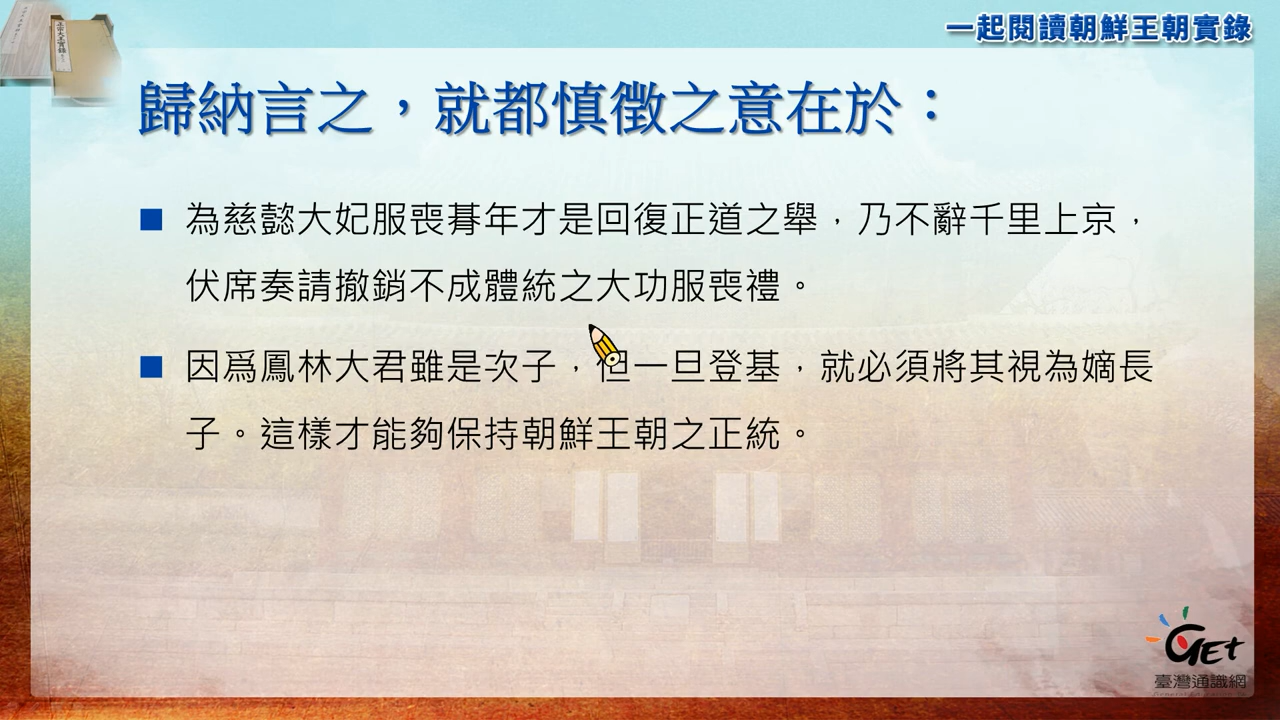 一起閱讀朝鮮王朝實錄
歸納言之，就都慎徵之意在於：
■ 為慈懿大妃服喪朞年才是回復正道之舉，乃不辭千里上京，
伏席奏請撤銷不成體統之大功服喪禮。
■ 因爲鳳林大君雖是次子，但一旦登基，就必須將其視為嫡長
子。這樣才能夠保持朝鮮王朝之正統。
GET
臺灣通識網